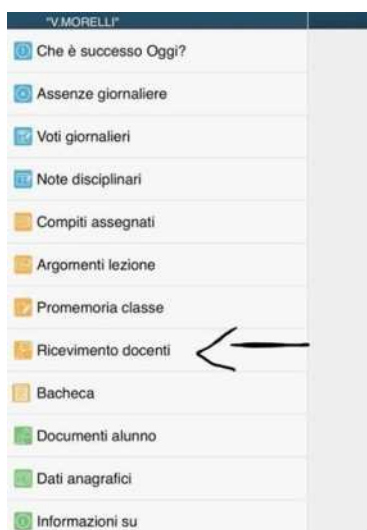 "V.MORELLI"
Che è successo Oggi?
Assenze giornaliere
Voti giornalieri
Note disciplinari
Compiti assegnati
Argomenti lezione
Promemoria classe
Ricevimento docenti
Bacheca
Documenti alunno
Dati anagrafici
Informazioni su